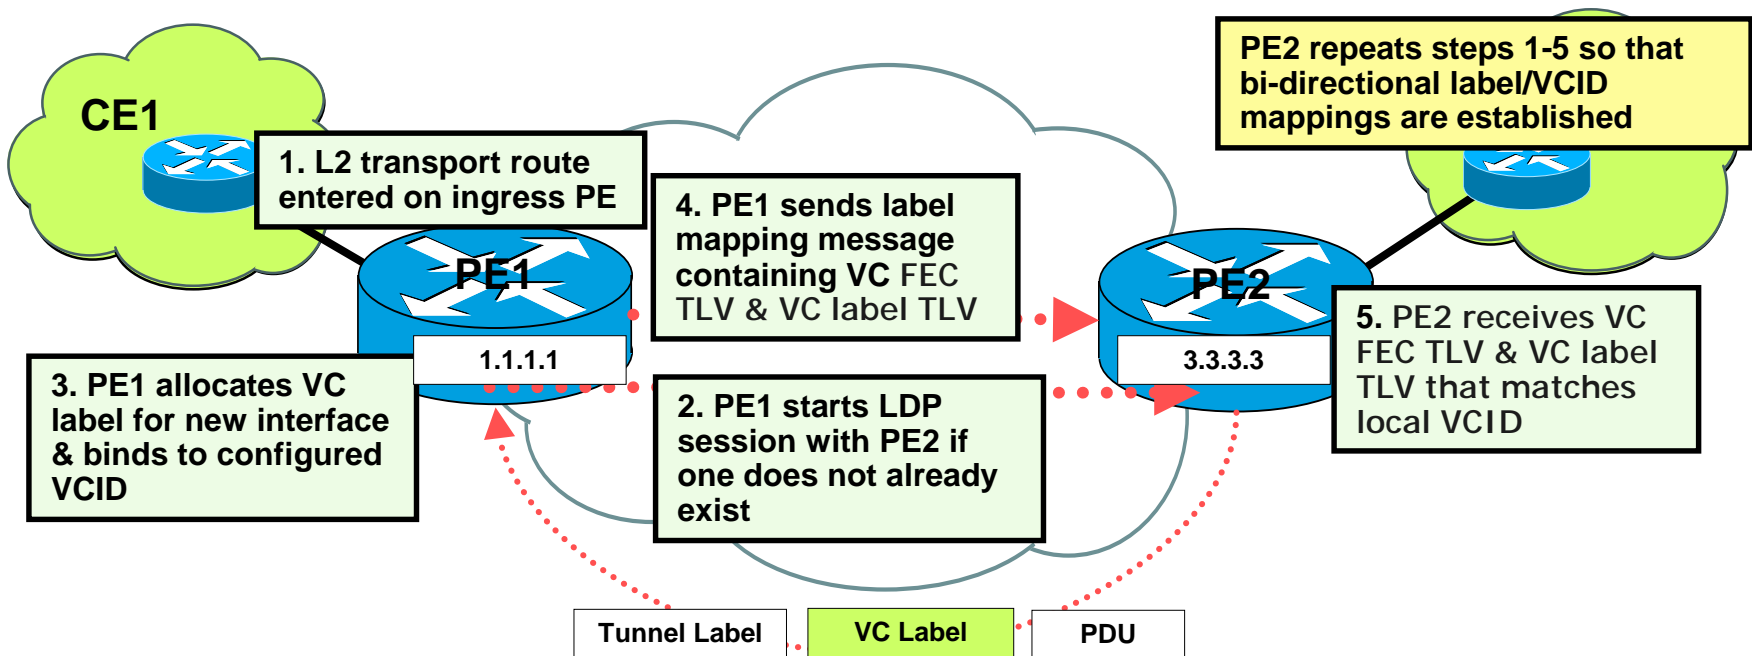 CE1
1. L2 transport route
entered on ingress PE
PE2 repeats steps 1-5 so that
bi-directional label/VCID
mappings are established
4. PE1 sends label
mapping message
containing VC FEC
TLV & VC label TLV
PE1
1.1.1.1
PE2
3.3.3.3
3. PE1 allocates VC
label for new interface
& binds to configured
VCID
2. PE1 starts LDP
session with PE2 if
one does not already
exist
5. PE2 receives VC
FEC TLV & VC label
TLV that matches
local VCID
Tunnel Label
VC Label
PDU